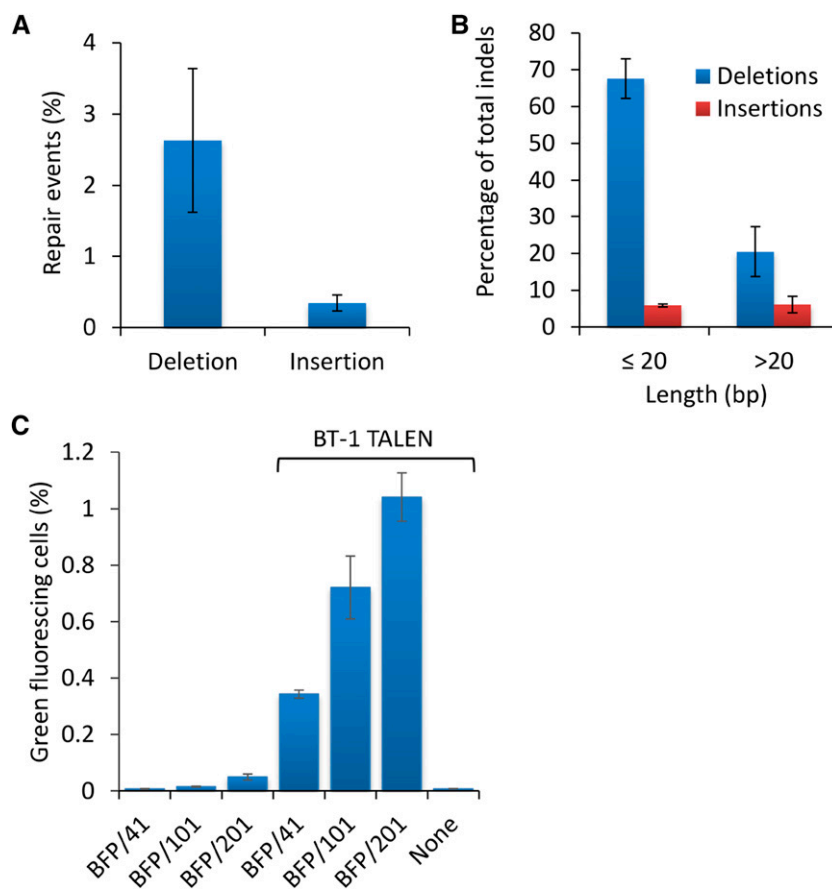 A
Repair events (%)
4
3
2
1
0
Deletion Insertion
B
Percentage of total indels
80
70
60
50
40
30
20
10
0
Deletions
Insertions
≤ 20 >20
Length (bp)
C
BT-1 TALEN
Green fluorescing cells (%)
1.2
1
0.8
0.6
0.4
0.2
0
BFP/41 BFP/101 BFP/201 BFP/41 BFP/101 BFP/201 None